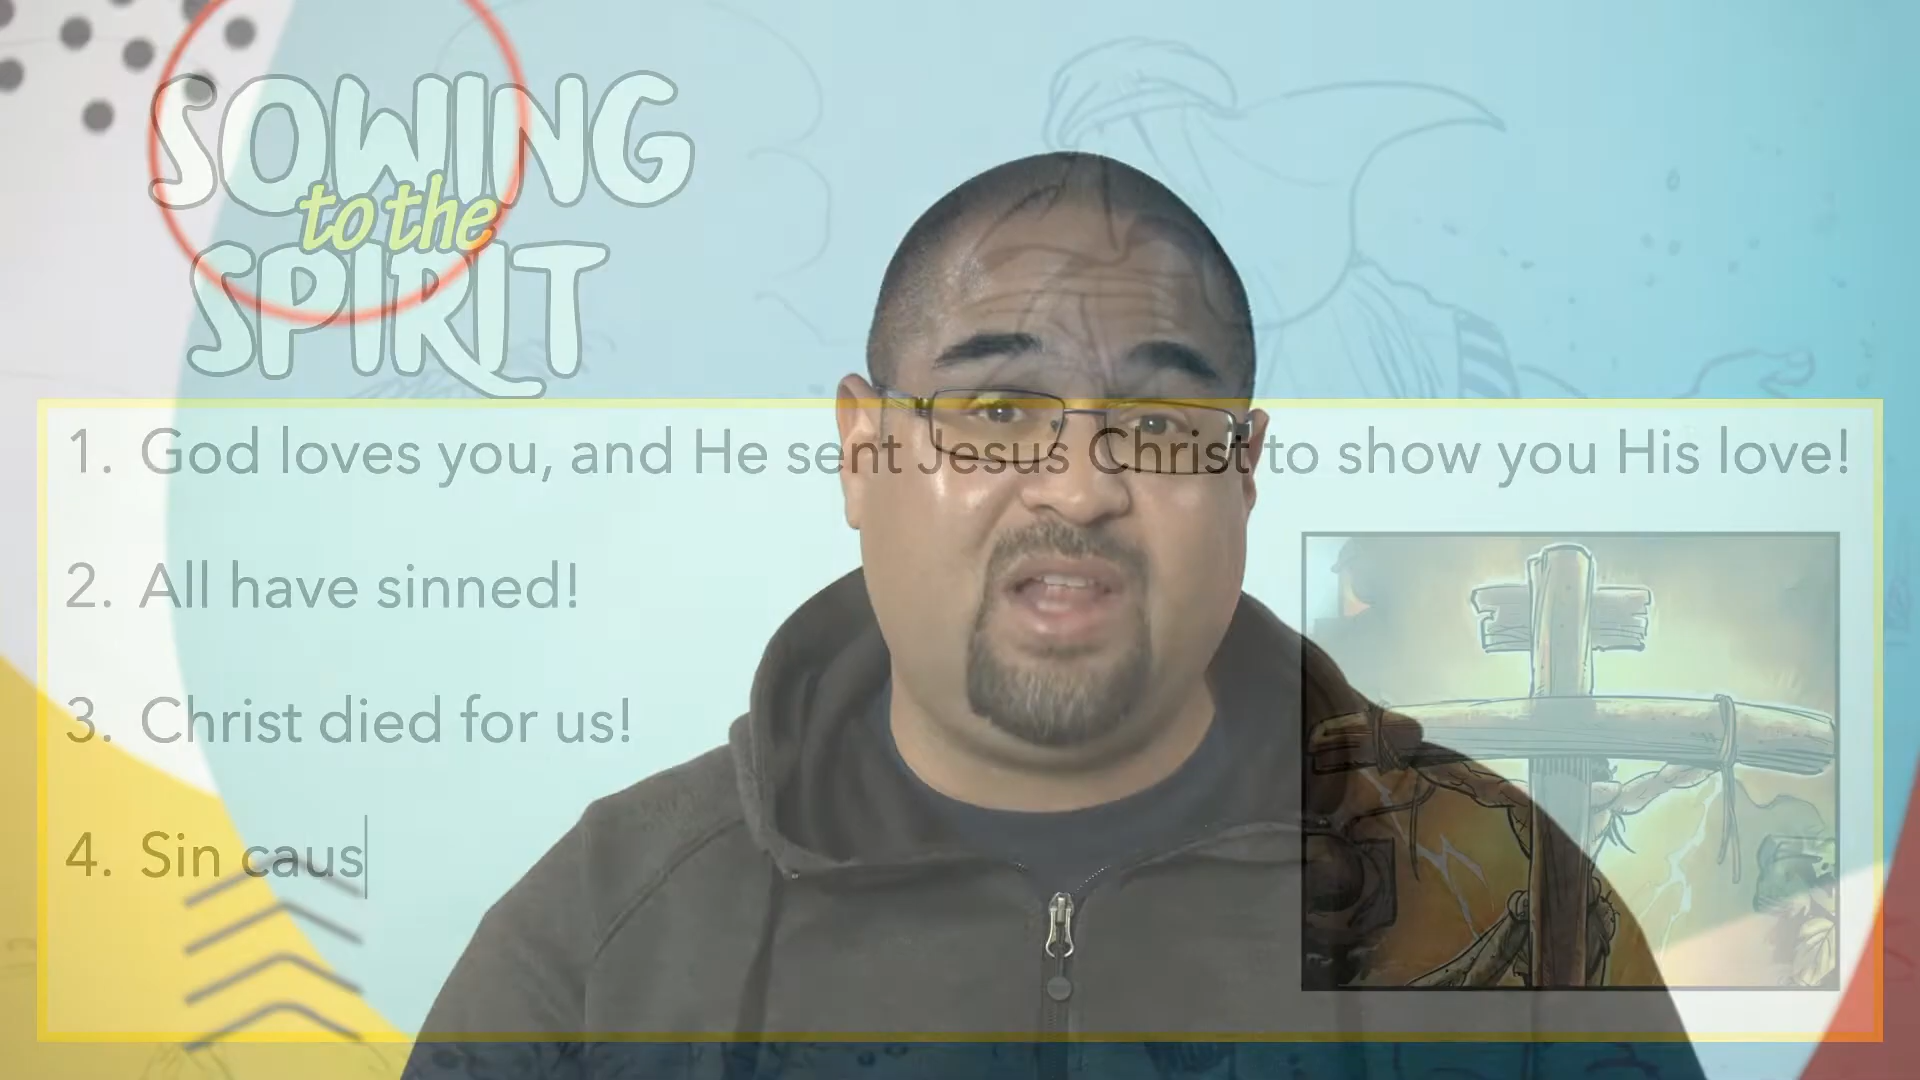 SOWING
to the
SPIRIT
1. God loves you, and He sent Jesus Christ to show you His love!
2. All have sinned!
3. Christ died for us!
4. Sin caus